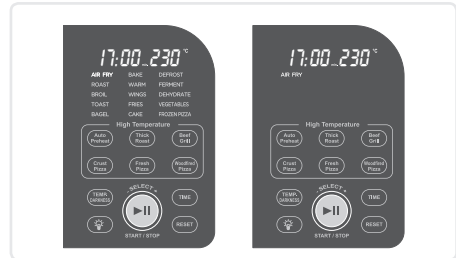 17:00 230 °C
AIR FRY BAKE DEFROST
ROAST WARM FERMENT
BROIL WINGS DEHYDRATE
TOAST FRIES VEGETABLES
BAGEL CAKE FROZEN PIZZA
High Temperature
Auto Preheat
Thick Roast
Beef Grill
Crust Pizza
Fresh Pizza
Woodfired Pizza
- SELECT +
TEMP. DARKNESS
TIME
RESET
START / STOP
17:00 230 °C
AIR FRY
High Temperature
Auto Preheat
Thick Roast
Beef Grill
Crust Pizza
Fresh Pizza
Woodfired Pizza
- SELECT +
TEMP. DARKNESS
TIME
RESET
START / STOP